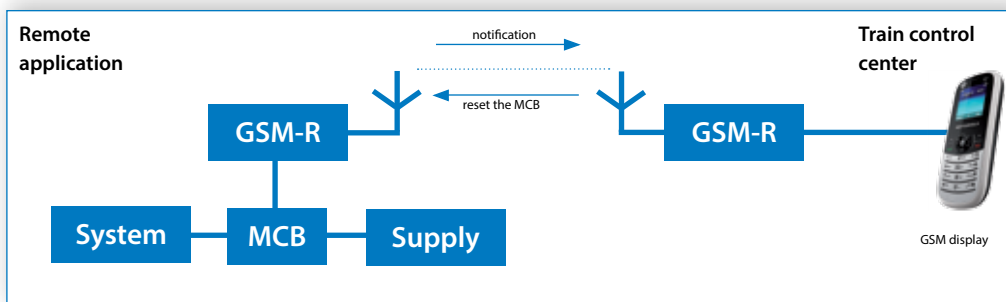 Remote
application
notification
Train control
center
reset the MCB
GSM-R
GSM-R
System
MCB
Supply
GSM display